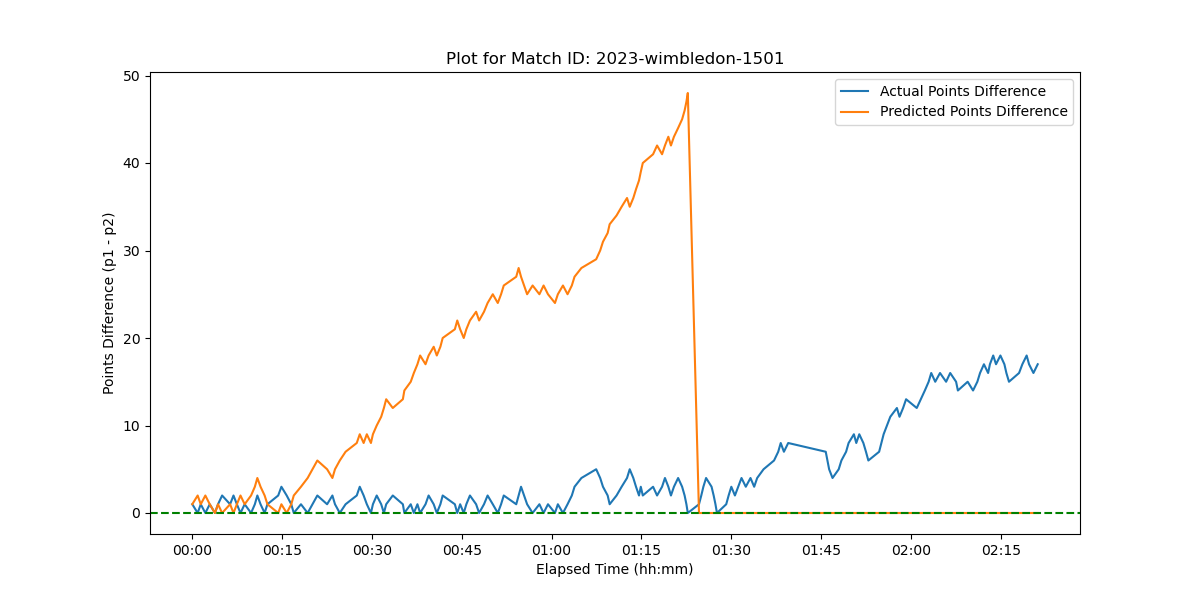 Plot for Match ID: 2023-wimbledon-1501
Actual Points Difference
Predicted Points Difference
Points Difference (p1 - p2)
50
40
30
20
10
0
00:00 00:15 00:30 00:45 01:00 01:15 01:30 01:45 02:00 02:15
Elapsed Time (hh:mm)